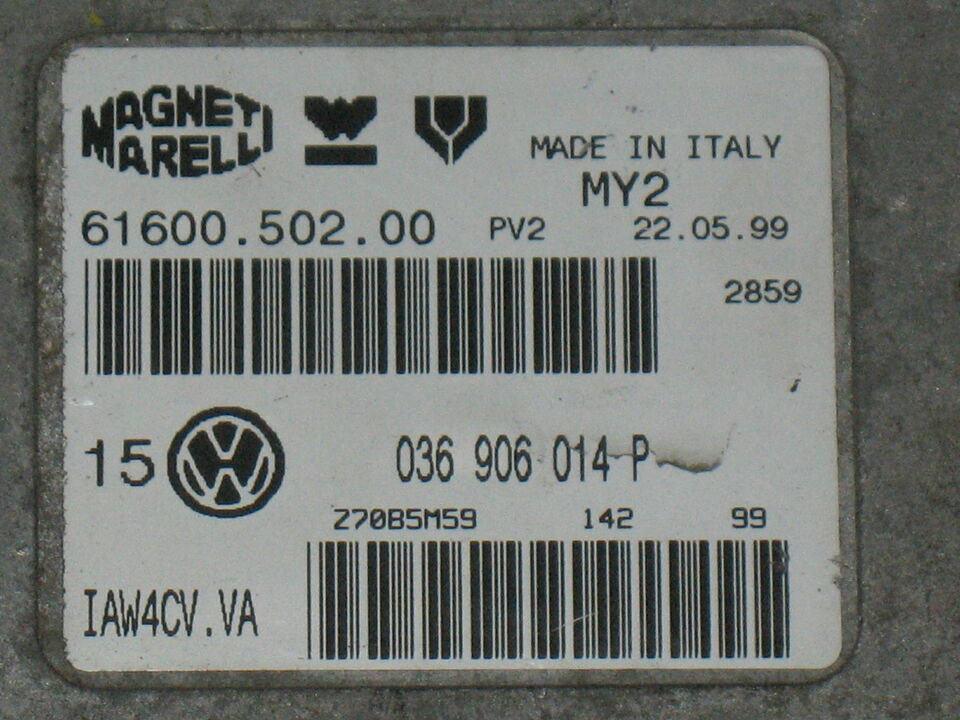 MAGNETI
MARELLI
MADE IN ITALY
MY2
61600.502.00 PV2 22.05.99
2859
15 036 906 014 P
Z70B5M59 142 99
IAW4CV.VA